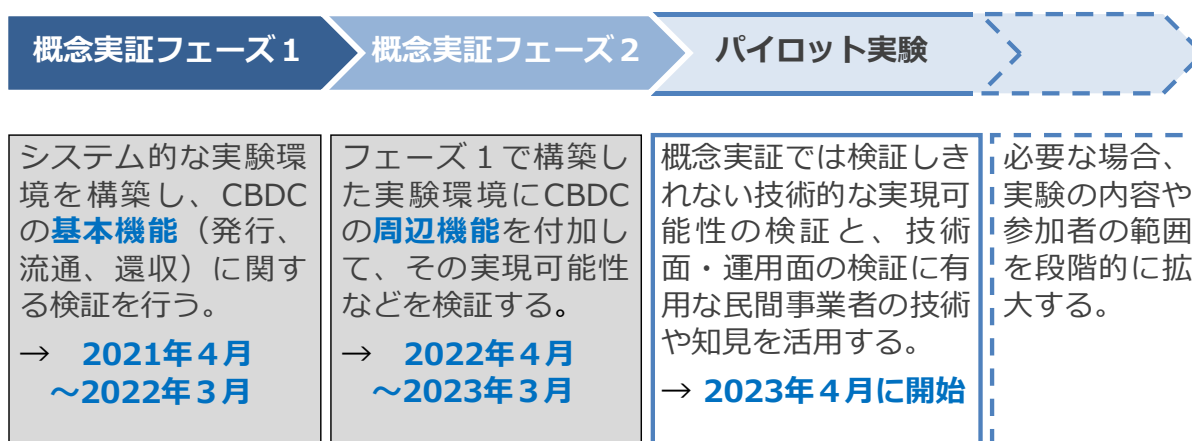 概念実証フェーズ１
概念実証フェーズ２
パイロット実験
システム的な実験環
境を構築し、CBDC
の基本機能（発行、
流通、還収）に関す
る検証を行う。
→　2021年４月
～2022年３月
フェーズ１で構築し
た実験環境にCBDC
の周辺機能を付加し
て、その実現可能性
などを検証する。
→　2022年４月
～2023年３月
概念実証では検証しき
れない技術的な実現可
能性の検証と、技術
面・運用面の検証に有
用な民間事業者の技術
や知見を活用する。
→ 2023年４月に開始
必要な場合、
実験の内容や
参加者の範囲
を段階的に拡
大する。